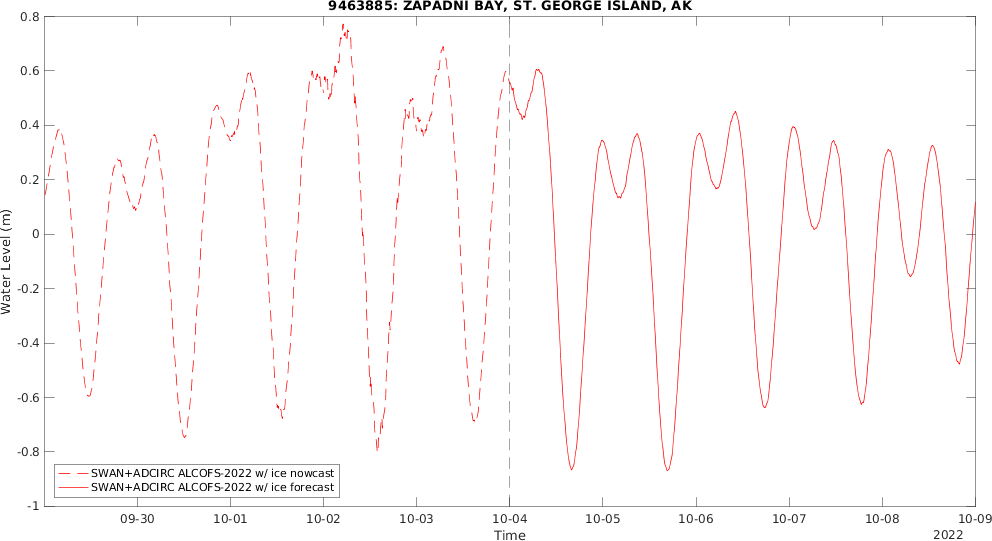 9463885: ZAPADNI BAY, ST. GEORGE ISLAND, AK
0.8
0.6
0.4
0.2
0
-0.2
-0.4
-0.6
-0.8
-1
Water Level (m)
SWAN+ADCIRC ALCOFS-2022 w/ ice nowcast
SWAN+ADCIRC ALCOFS-2022 w/ ice forecast
09-30 10-01 10-02 10-03 10-04 10-05 10-06 10-07 10-08 10-09
Time
2022